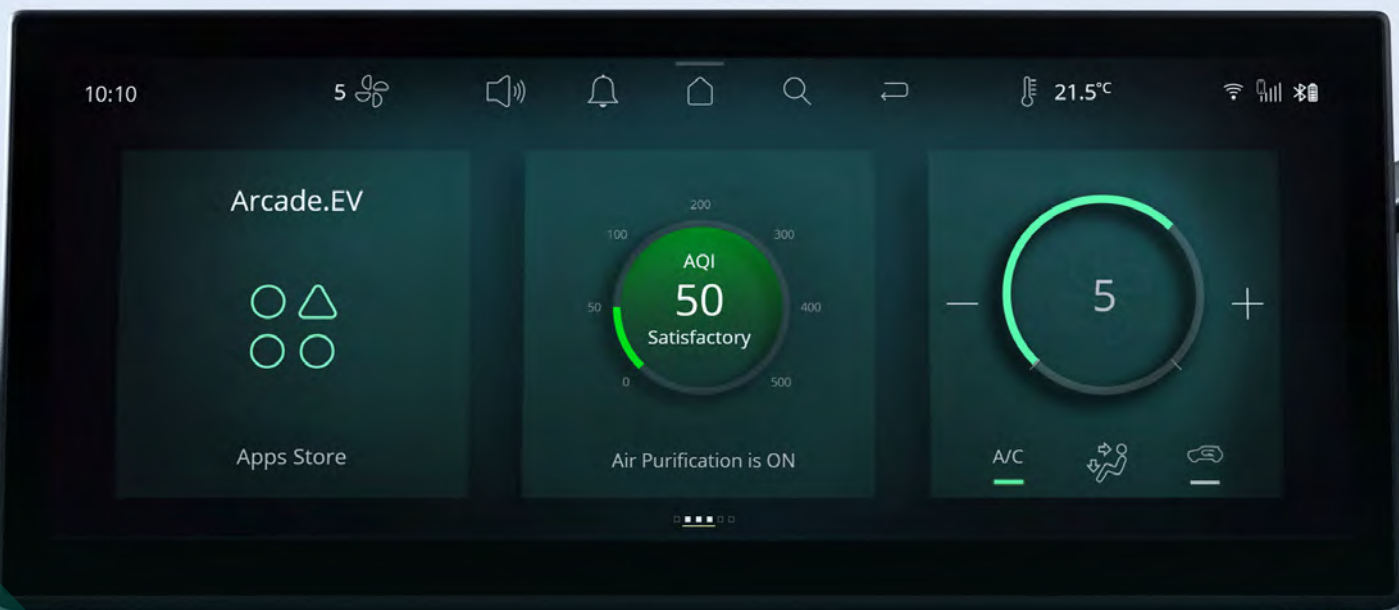 10:10
5
21.5°C
Arcade.EV
Apps Store
200
100
300
50
400
0
500
AQI
50
Satisfactory
Air Purification is ON
5
A/C